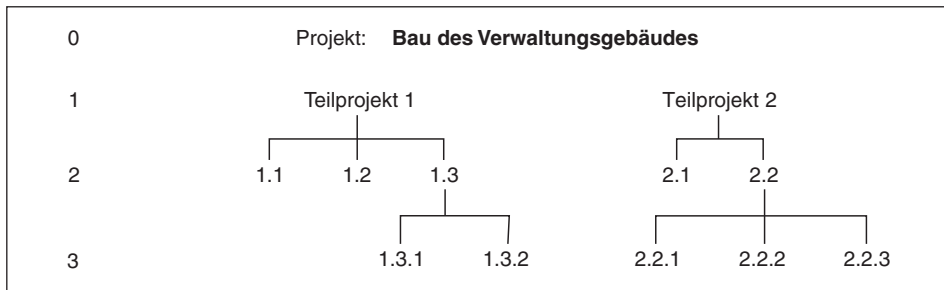 0 Projekt: Bau des Verwaltungsgebäudes
1 Teilprojekt 1 Teilprojekt 2
2 1.1 1.2 1.3 2.1 2.2
3 1.3.1 1.3.2 2.2.1 2.2.2 2.2.3